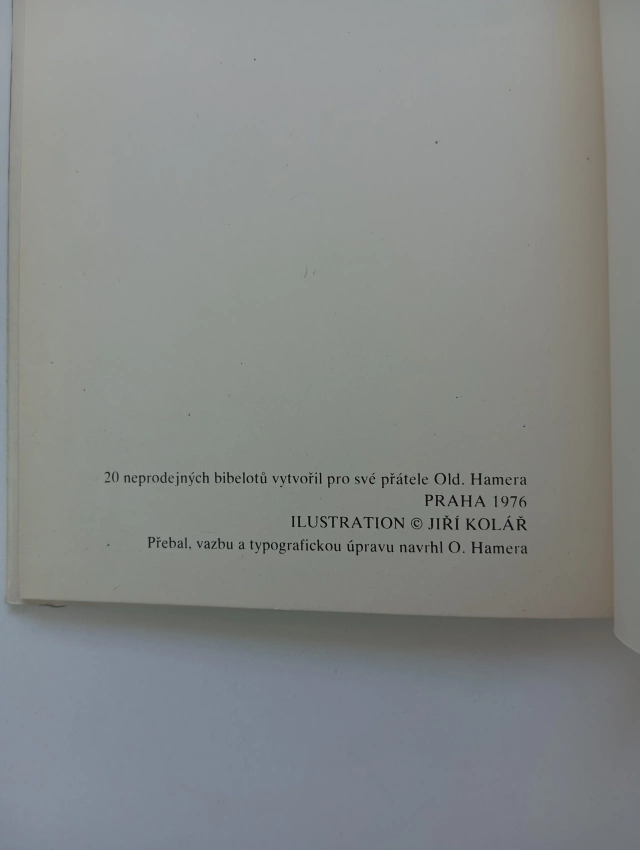 20 neprodejných bibelotů vytvořil pro své přátele Old. Hamera
PRAHA 1976
ILUSTRATION © JIŘÍ KOLÁŘ
Přebal, vazbu a typografickou úpravu navrhl O. Hamera